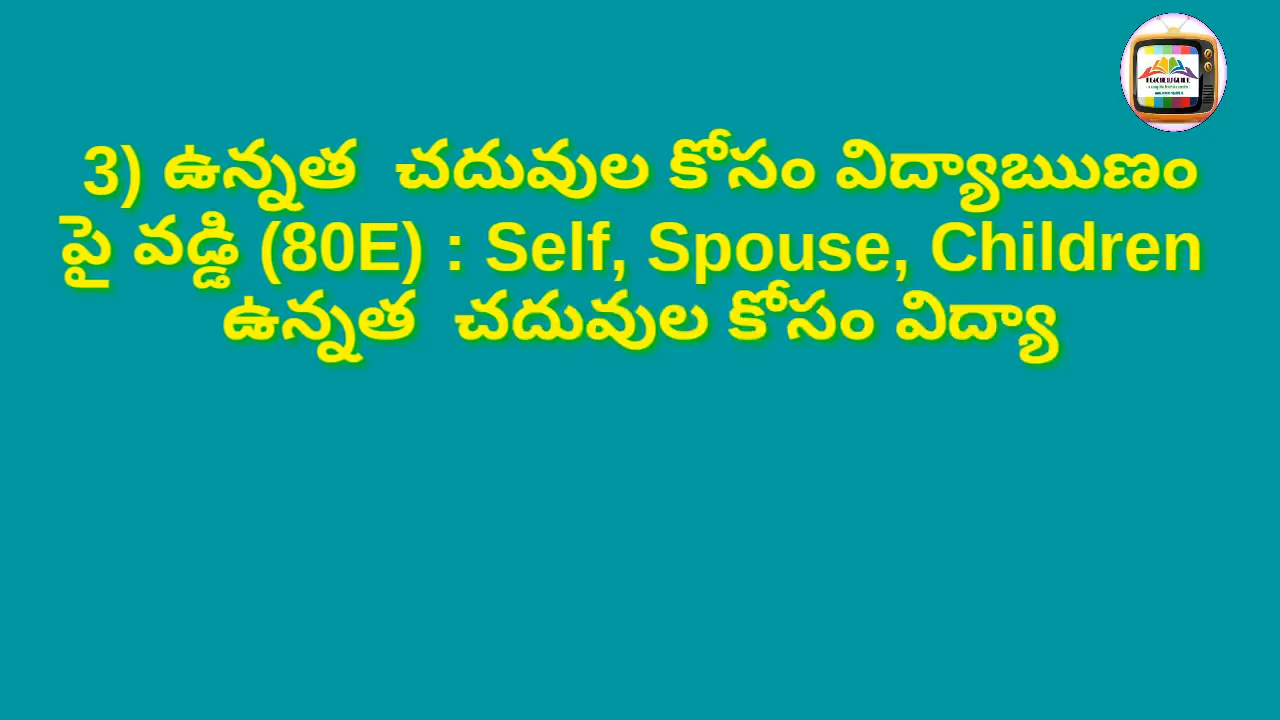 3) ఉన్నత  చదువుల కోసం విద్యాఋణం
పై వడ్డి (80E) : Self, Spouse, Children
ఉన్నత  చదువుల కోసం విద్యా